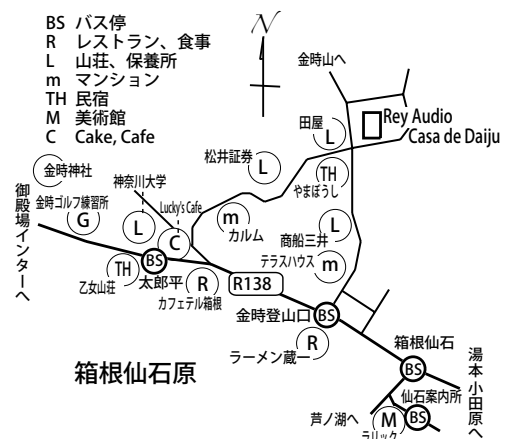 BS バス停
R レストラン、食事
L 山荘、保養所
m マンション
TH 民宿
M 美術館
C Cake, Cafe
N
金時山へ
田屋
L
Rey Audio
Casa de Daiju
松井証券
L
TH
やまぼうし
金時神社
神奈川大学
Lucky's Cafe
御殿場インターへ
金時ゴルフ練習所
G
L
C
m
カルム
商船三井
L
テラスハウス
m
TH
乙女山荘
BS
太郎平
R
カフェテル箱根
R138
金時登山口
BS
R
ラーメン蔵一
箱根仙石原
箱根仙石
BS
湯本小田原へ
仙石案内所
BS
芦ノ湖へ
M
ラリック